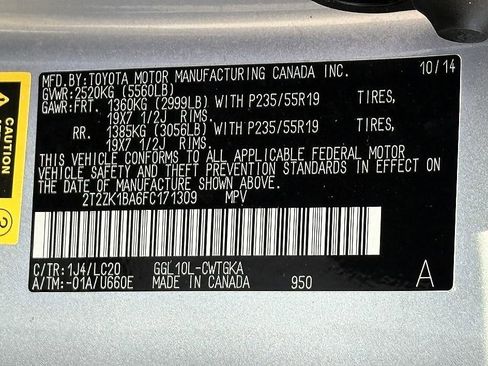 MFD.BY:TOYOTA MOTOR MANUFACTURING CANADA INC. 10/14
GVWR:2520KG (5560LB)
GAWR:FRT. 1360KG (2999LB) WITH P235/55R19 TIRES,
19X7 1/2J RIMS.
RR. 1385KG (3056LB) WITH P235/55R19 TIRES,
19X7 1/2J RIMS.
THIS VEHICLE CONFORMS TO ALL APPLICABLE FEDERAL MOTOR
VEHICLE SAFETY AND THEFT PREVENTION STANDARDS IN EFFECT
ON THE DATE OF MANUFACTURE SHOWN ABOVE.
2T2ZK1BA6FC171309 MPV
C/TR:1J4/LC20 GGL10L-CWTGKA
A/TM:-01A/U660E MADE IN CANADA 950 A
CAUTION
2